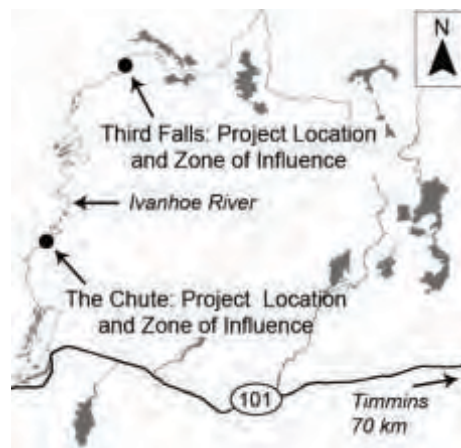 N
Third Falls: Project Location
and Zone of Influence
Ivanhoe River
The Chute: Project Location
and Zone of Influence
101
Timmins
70 km